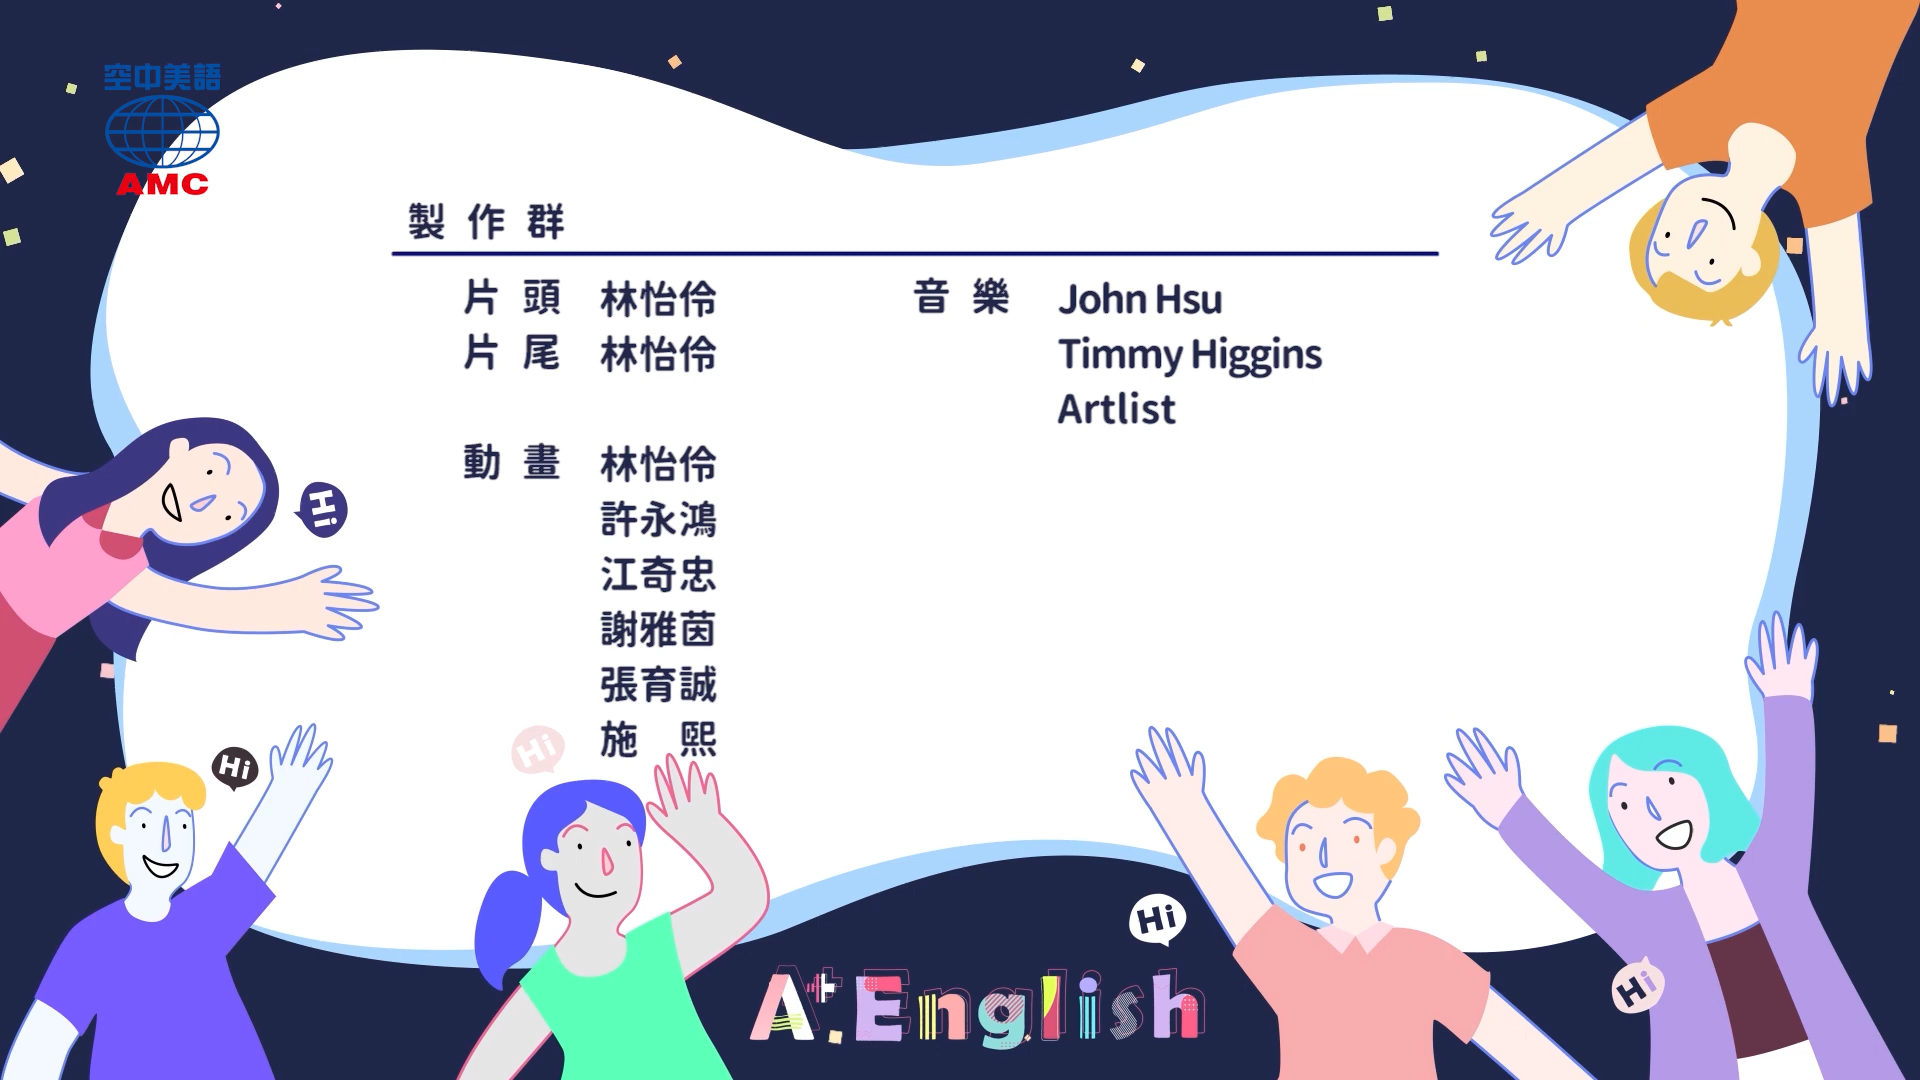 空中美語
AMC
製作群
片頭 林怡伶
片尾 林怡伶
動畫 林怡伶
許永鴻
江奇忠
謝雅茵
張育誠
施 熙
音樂 John Hsu
Timmy Higgins
Artlist
Hi
Hi
Hi
Hi
Hi
A+English